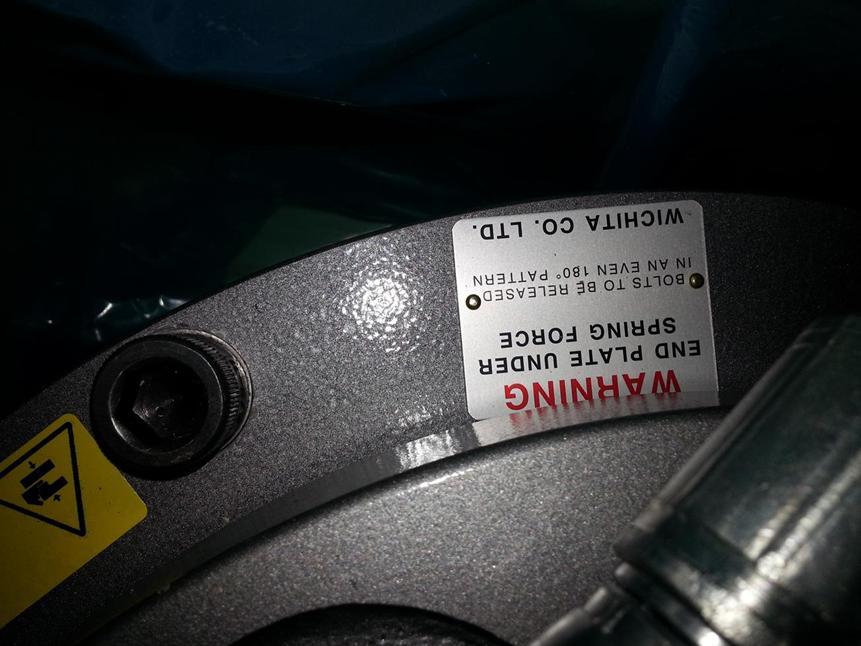 WARNING
END PLATE UNDER
SPRING FORCE
BOLTS TO BE RELEASED
IN AN EVEN 180° PATTERN
WICHITA CO. LTD.